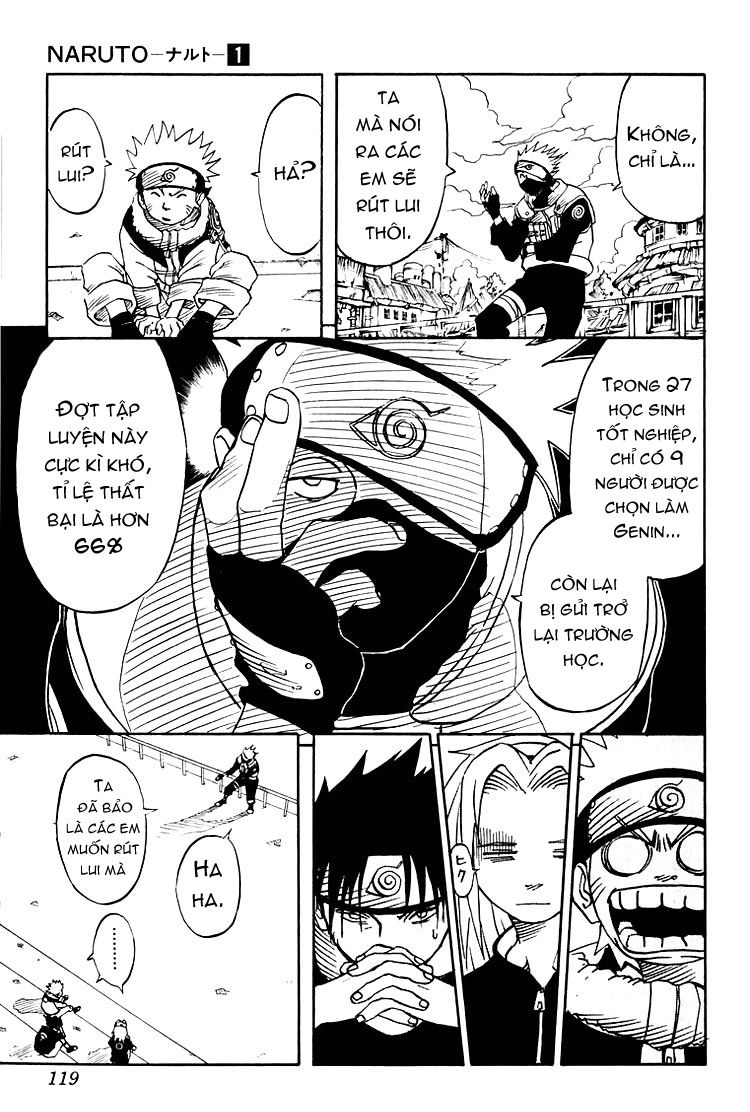 NARUTO ―ナルト― 1
KHÔNG,
CHỈ LÀ...
TA
MÀ NÓI
RA CÁC
EM SẼ
RÚT LUI
THÔI.
HẢ?
RÚT
LUI?
TRONG 27
HỌC SINH
TỐT NGHIỆP,
CHỈ CÓ 9
NGƯỜI ĐƯỢC
CHỌN LÀM
GENIN...
CÒN LẠI
BỊ GỬI TRỞ
LẠI TRƯỜNG
HỌC.
ĐỢT TẬP
LUYỆN NÀY
CỰC KÌ KHÓ,
TỈ LỆ THẤT
BẠI LÀ HƠN
66%
ヒク
HA
HA.
TA
ĐÃ BẢO
LÀ CÁC EM
MUỐN RÚT
LUI MÀ
........
119